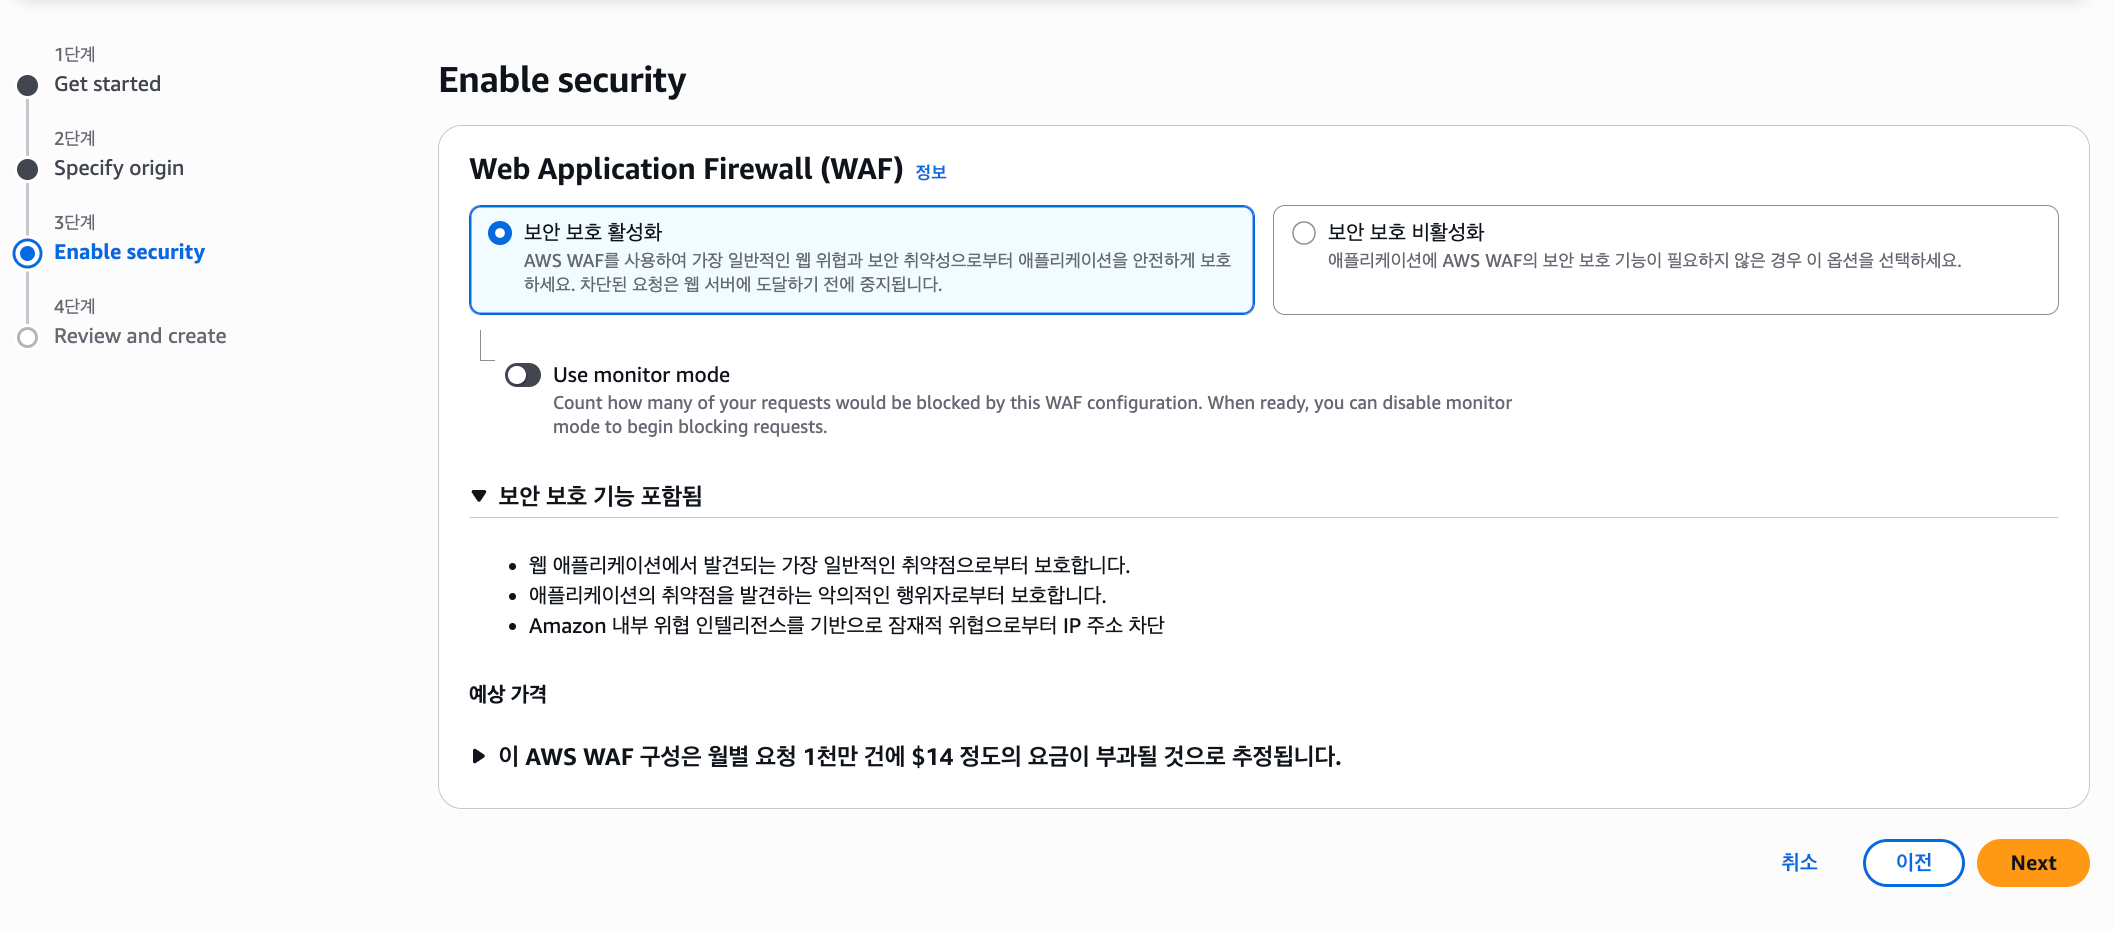 1단계
Get started
2단계
Specify origin
3단계
Enable security
4단계
Review and create
Enable security
Web Application Firewall (WAF) 정보
보안 보호 활성화
AWS WAF를 사용하여 가장 일반적인 웹 위협과 보안 취약성으로부터 애플리케이션을 안전하게 보호
하세요. 차단된 요청은 웹 서버에 도달하기 전에 중지됩니다.
보안 보호 비활성화
애플리케이션에 AWS WAF의 보안 보호 기능이 필요하지 않은 경우 이 옵션을 선택하세요.
Use monitor mode
Count how many of your requests would be blocked by this WAF configuration. When ready, you can disable monitor
mode to begin blocking requests.
보안 보호 기능 포함됨
• 웹 애플리케이션에서 발견되는 가장 일반적인 취약점으로부터 보호합니다.
• 애플리케이션의 취약점을 발견하는 악의적인 행위자로부터 보호합니다.
• Amazon 내부 위협 인텔리전스를 기반으로 잠재적 위협으로부터 IP 주소 차단
예상 가격
이 AWS WAF 구성은 월별 요청 1천만 건에 $14 정도의 요금이 부과될 것으로 추정됩니다.
취소
이전
Next